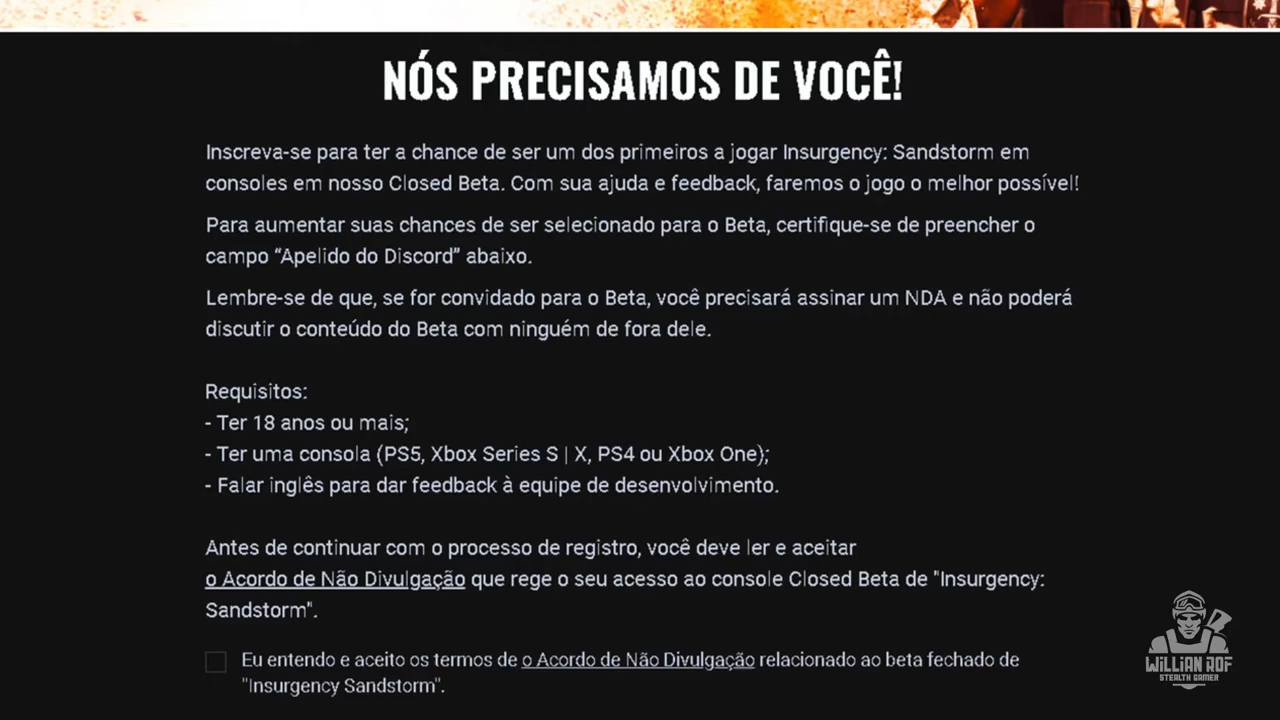 NÓS PRECISAMOS DE VOCÊ!
Inscreva-se para ter a chance de ser um dos primeiros a jogar Insurgency: Sandstorm em
consoles em nosso Closed Beta. Com sua ajuda e feedback, faremos o jogo o melhor possível!
Para aumentar suas chances de ser selecionado para o Beta, certifique-se de preencher o
campo “Apelido do Discord” abaixo.
Lembre-se de que, se for convidado para o Beta, você precisará assinar um NDA e não poderá
discutir o conteúdo do Beta com ninguém de fora dele.
Requisitos:
- Ter 18 anos ou mais;
- Ter uma consola (PS5, Xbox Series S | X, PS4 ou Xbox One);
- Falar inglês para dar feedback à equipe de desenvolvimento.
Antes de continuar com o processo de registro, você deve ler e aceitar
o Acordo de Não Divulgação que rege o seu acesso ao console Closed Beta de "Insurgency:
Sandstorm".
Eu entendo e aceito os termos de o Acordo de Não Divulgação relacionado ao beta fechado de
"Insurgency Sandstorm".
WILLIAN ROF
STEALTH GAMER